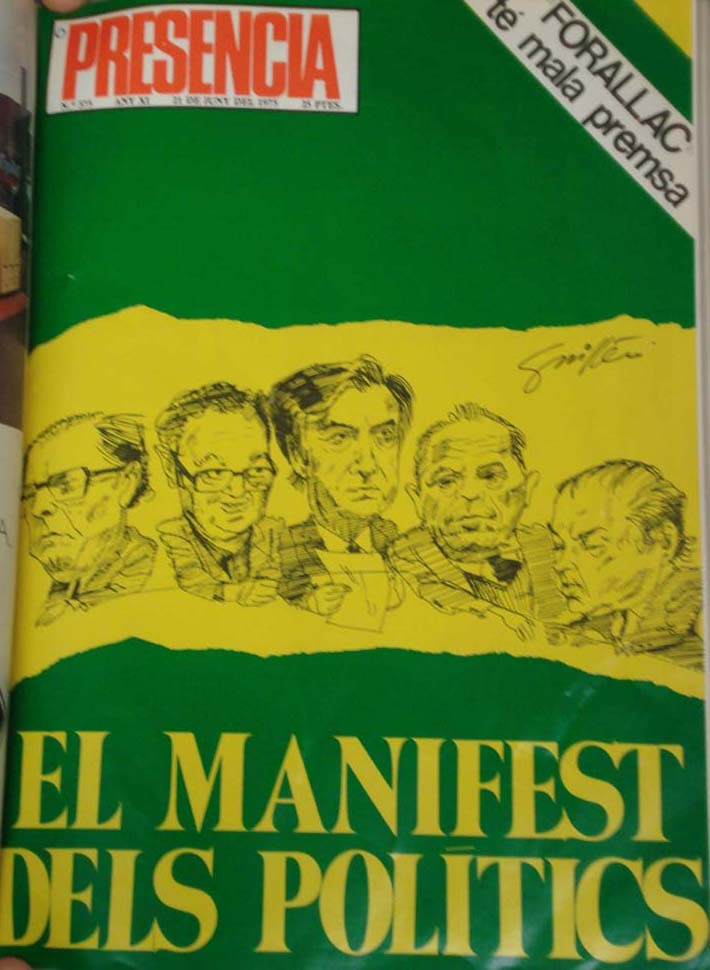 PRESENCIA
ANY XI 21 DE JUNY DEL 1975 25 PTES.
FORALLAC
té mala premsa
EL MANIFEST
DELS POLÍTICS